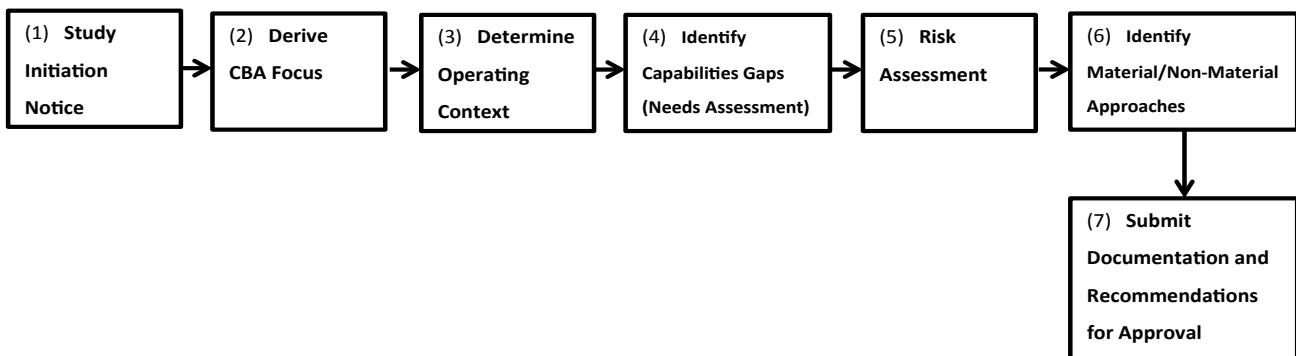 (1) Study
Initiation
Notice
(2) Derive
CBA Focus
(3) Determine
Operating
Context
(4) Identify
Capabilities Gaps
(Needs Assessment)
(5) Risk
Assessment
(6) Identify
Material/Non-Material
Approaches
(7) Submit
Documentation and
Recommendations
for Approval